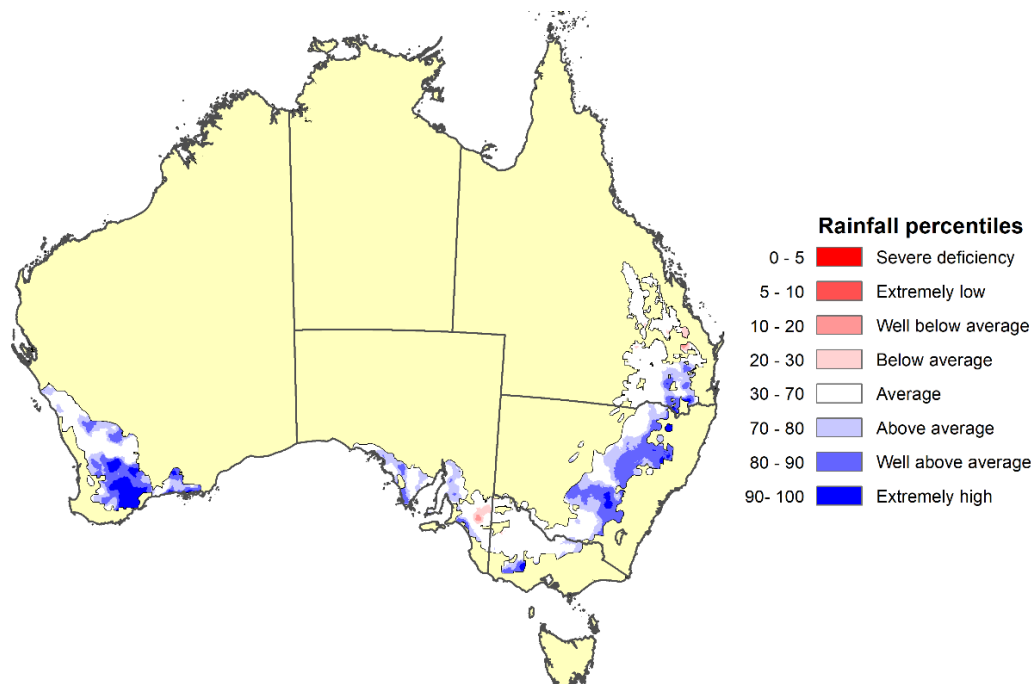 Rainfall percentiles
0 - 5 Severe deficiency
5 - 10 Extremely low
10 - 20 Well below average
20 - 30 Below average
30 - 70 Average
70 - 80 Above average
80 - 90 Well above average
90- 100 Extremely high